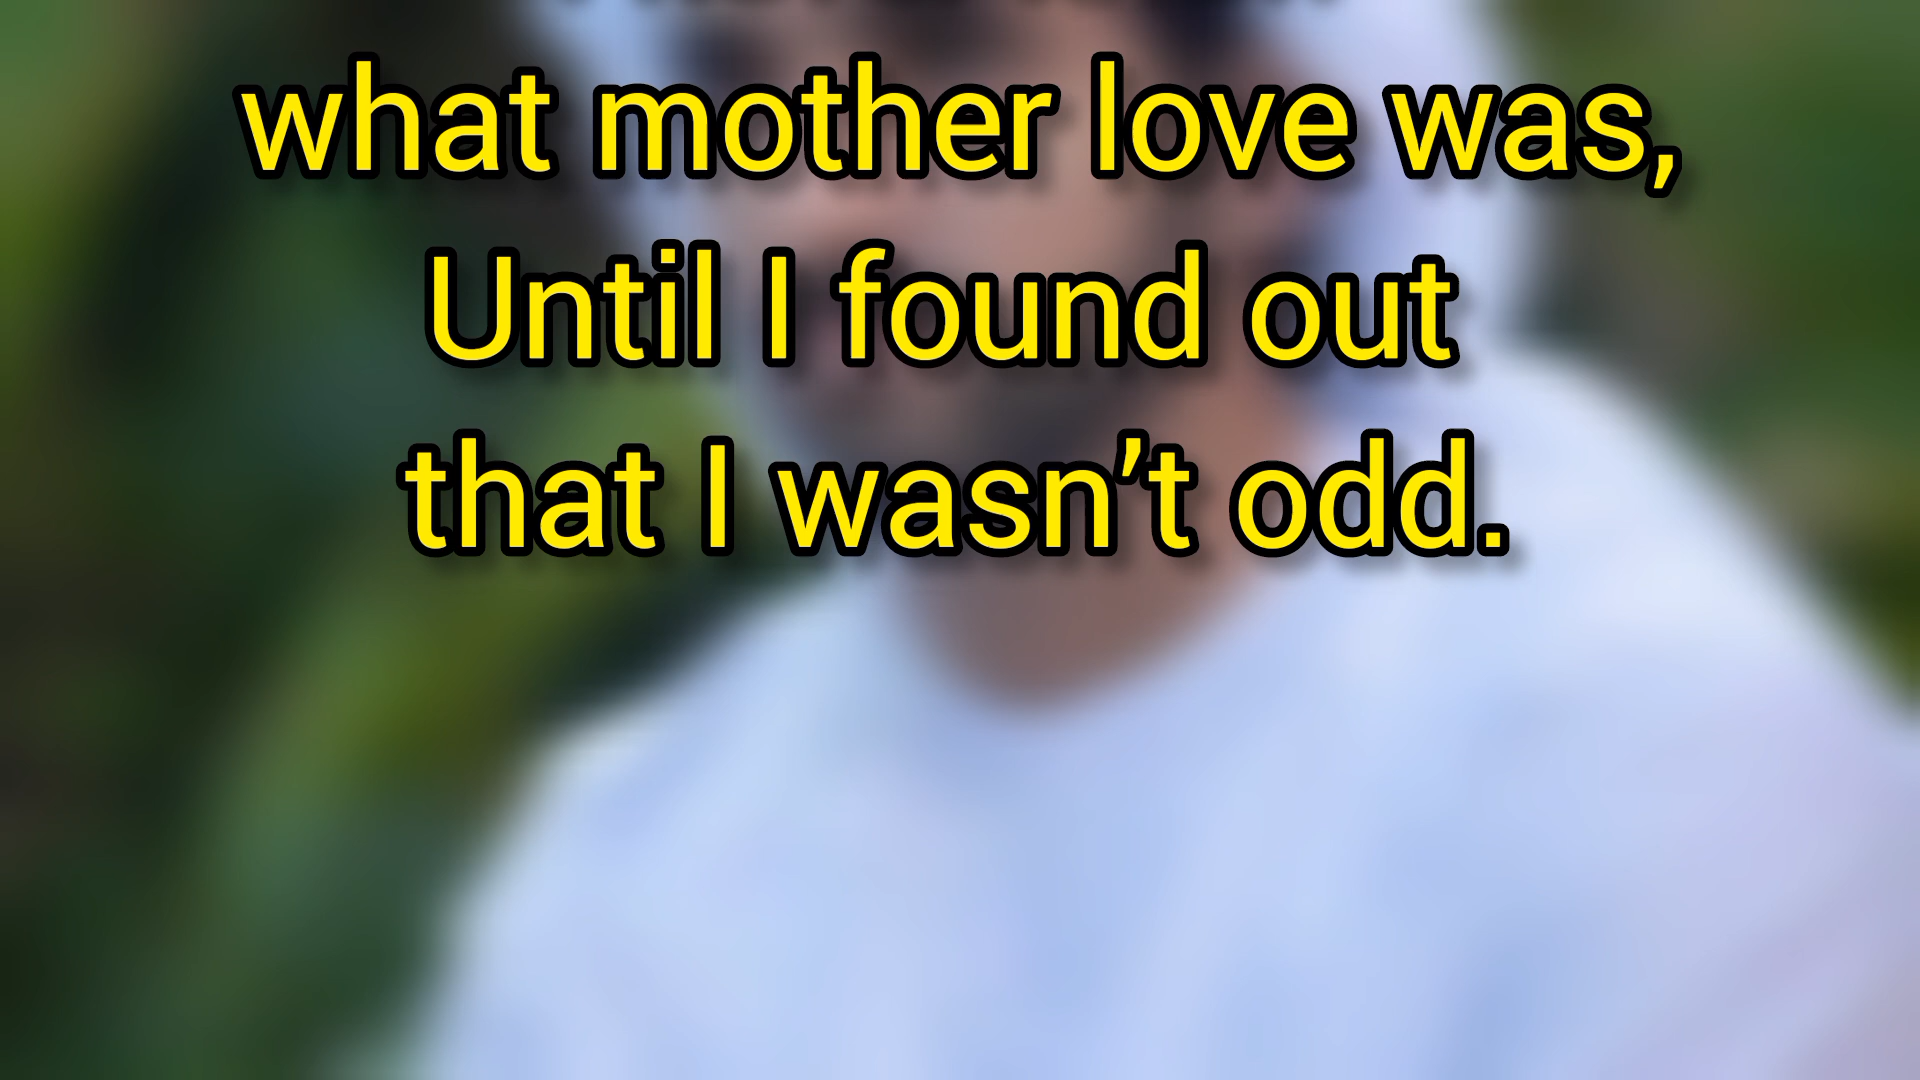 what mother love was,
Until I found out
that I wasn’t odd.